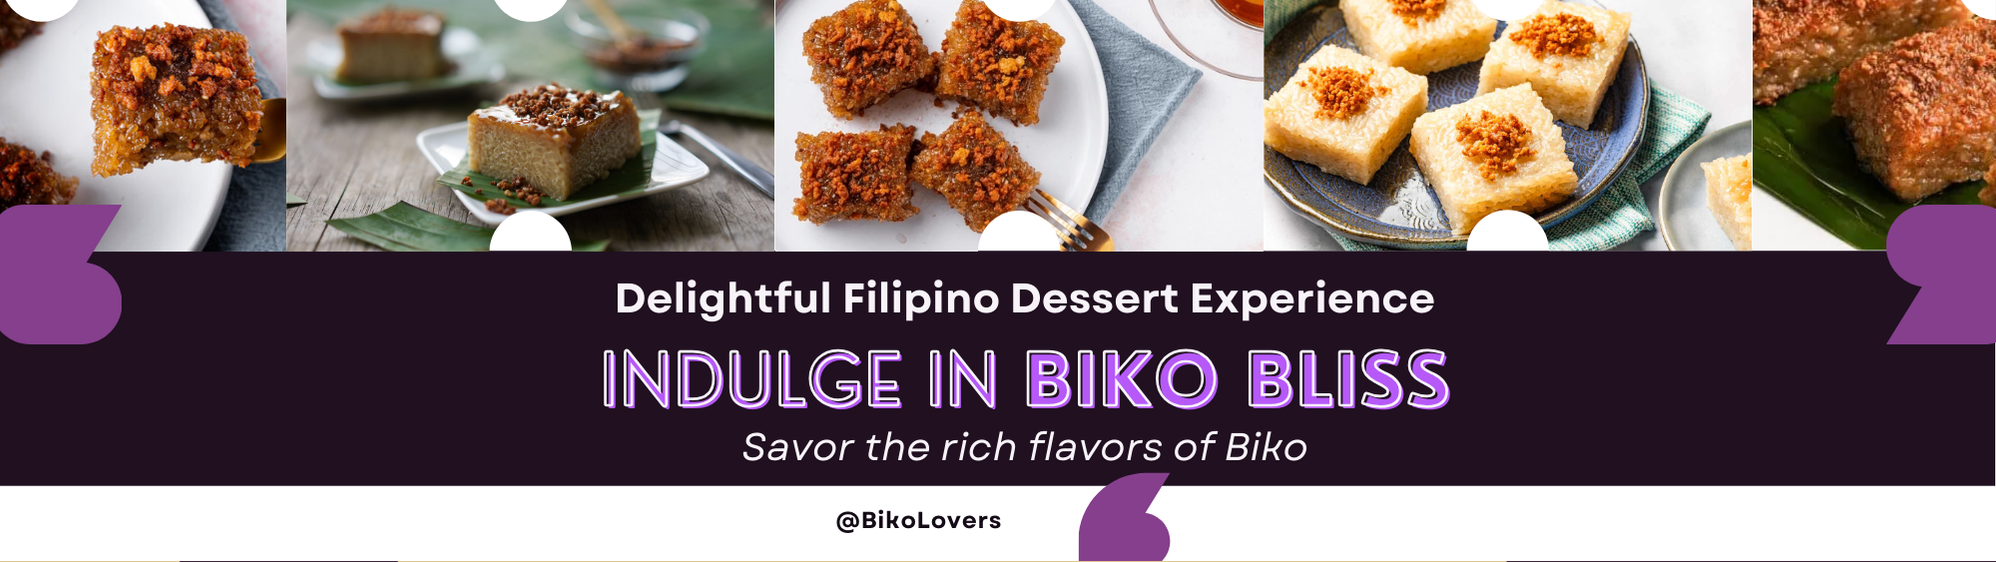 Delightful Filipino Dessert Experience
INDULGE IN BIKO BLISS
Savor the rich flavors of Biko
@BikoLovers